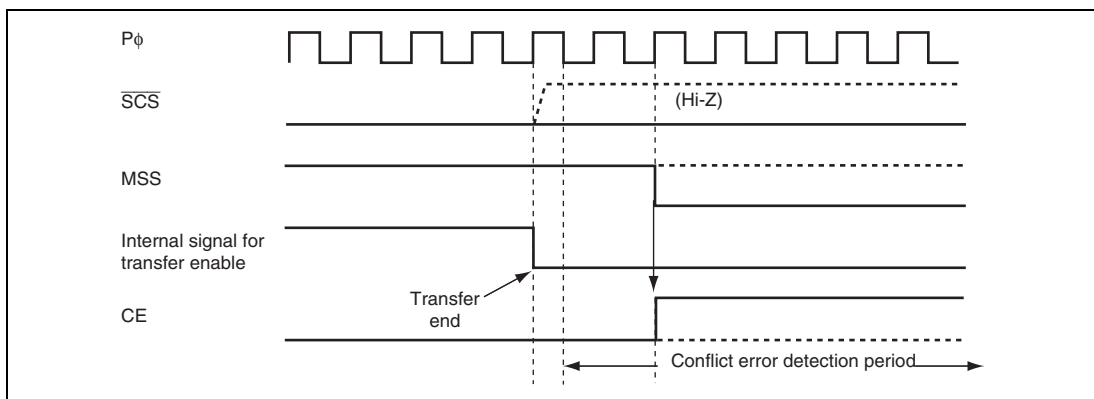 Pϕ
SCS
(Hi-Z)
MSS
Internal signal for
transfer enable
Transfer
end
CE
Conflict error detection period